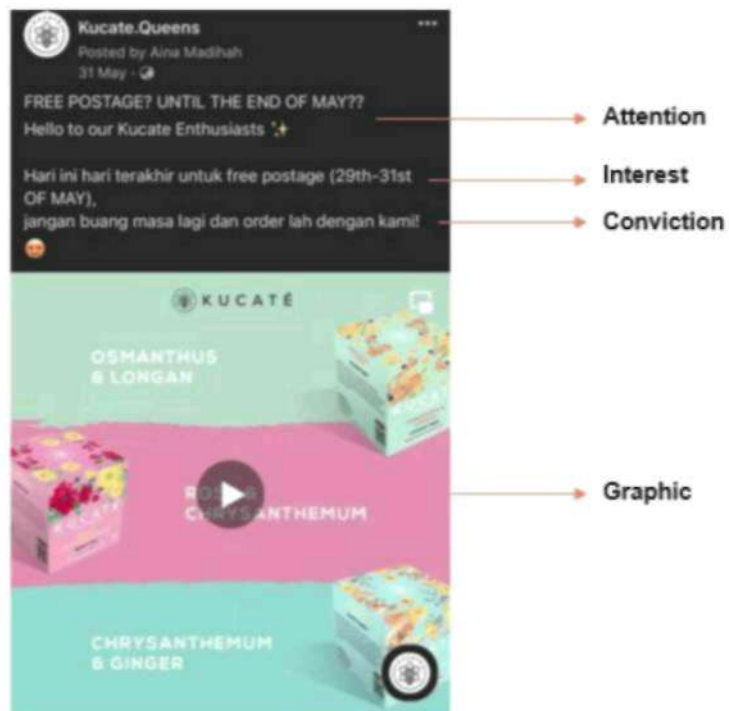 Kucate.Queens
Posted by Aina Madihah
31 May ·
FREE POSTAGE? UNTIL THE END OF MAY??
Hello to our Kucate Enthusiasts ✨
Hari ini hari terakhir untuk free postage (29th-31st
OF MAY),
jangan buang masa lagi dan order lah dengan kami!
😍
Attention
Interest
Conviction
KUCATÉ
OSMANTHUS
& LONGAN
CHRYSANTHEMUM
KUCATÉ
Graphic
CHRYSANTHEMUM
& GINGER